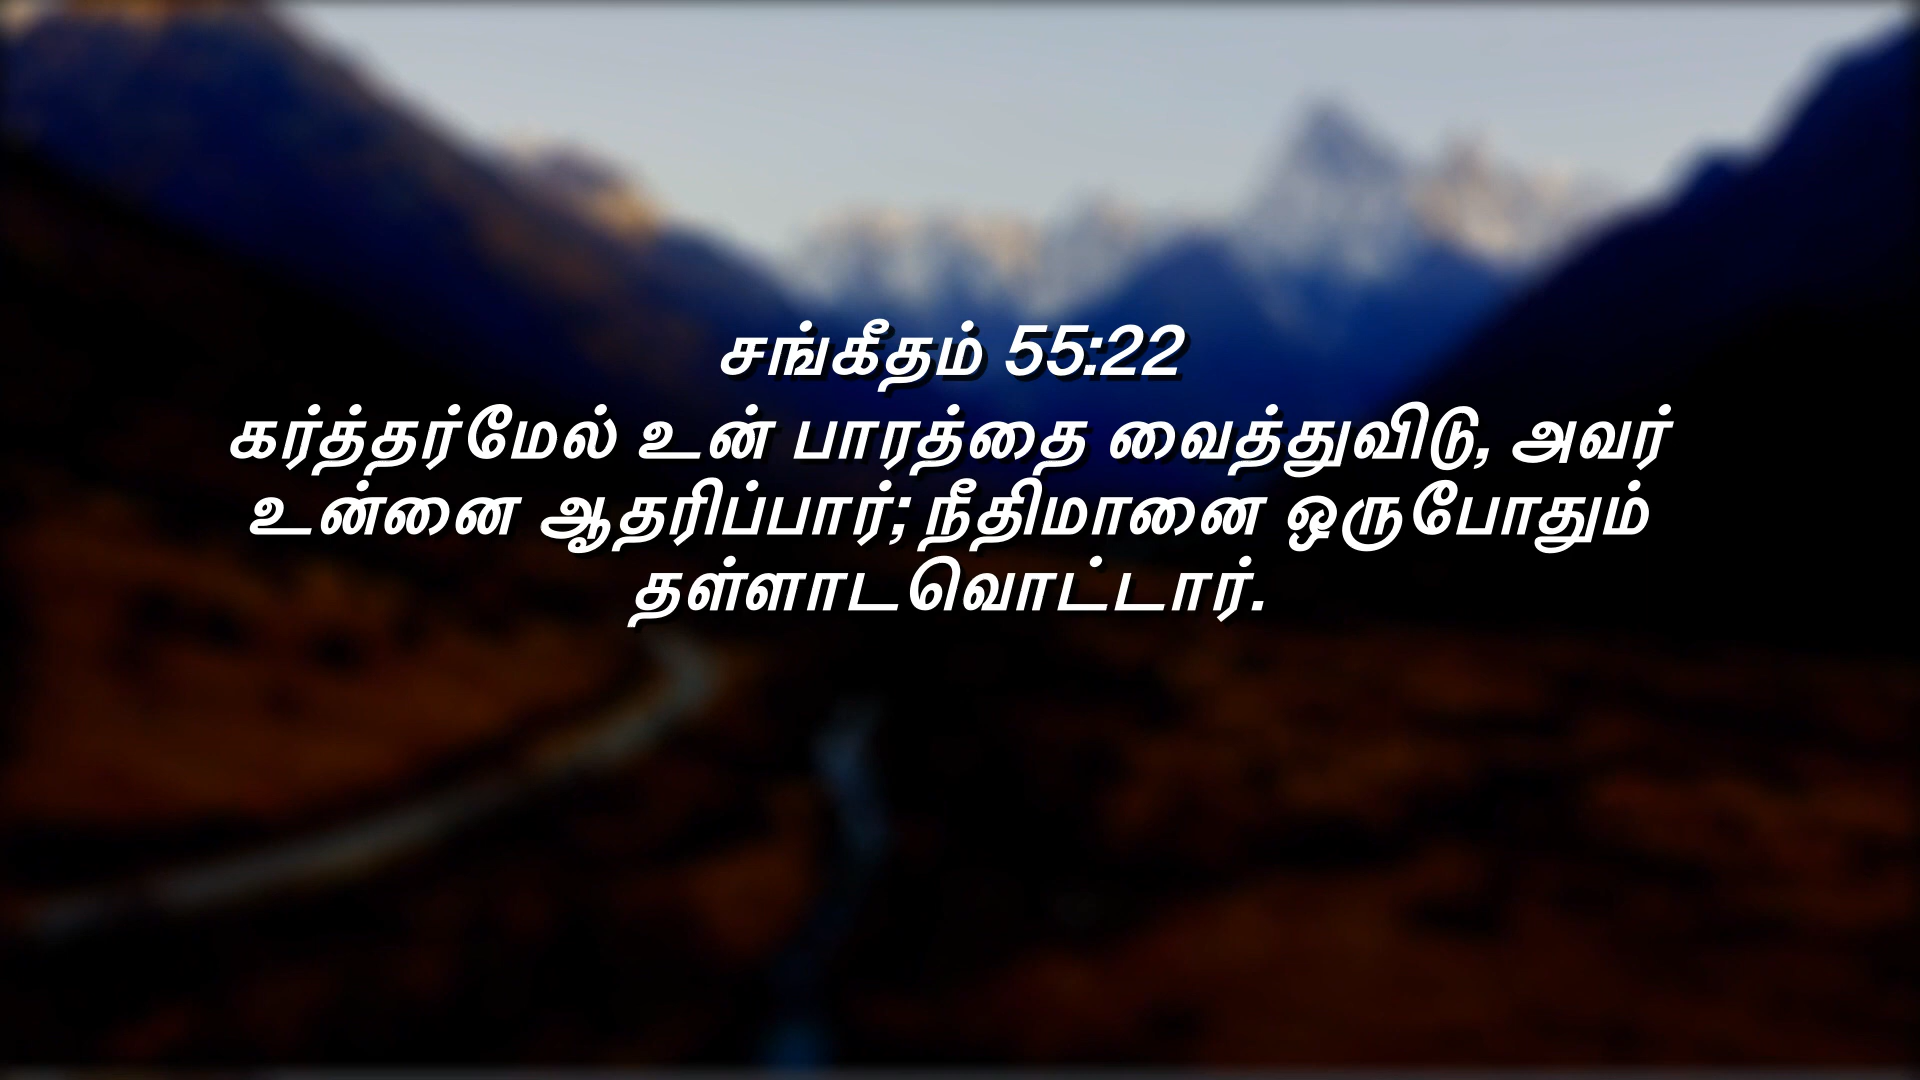 சங்கீதம் 55:22
கர்த்தர்மேல் உன் பாரத்தை வைத்துவிடு, அவர்
உன்னை ஆதரிப்பார்; நீதிமானை ஒருபோதும்
தள்ளாடவொட்டார்.